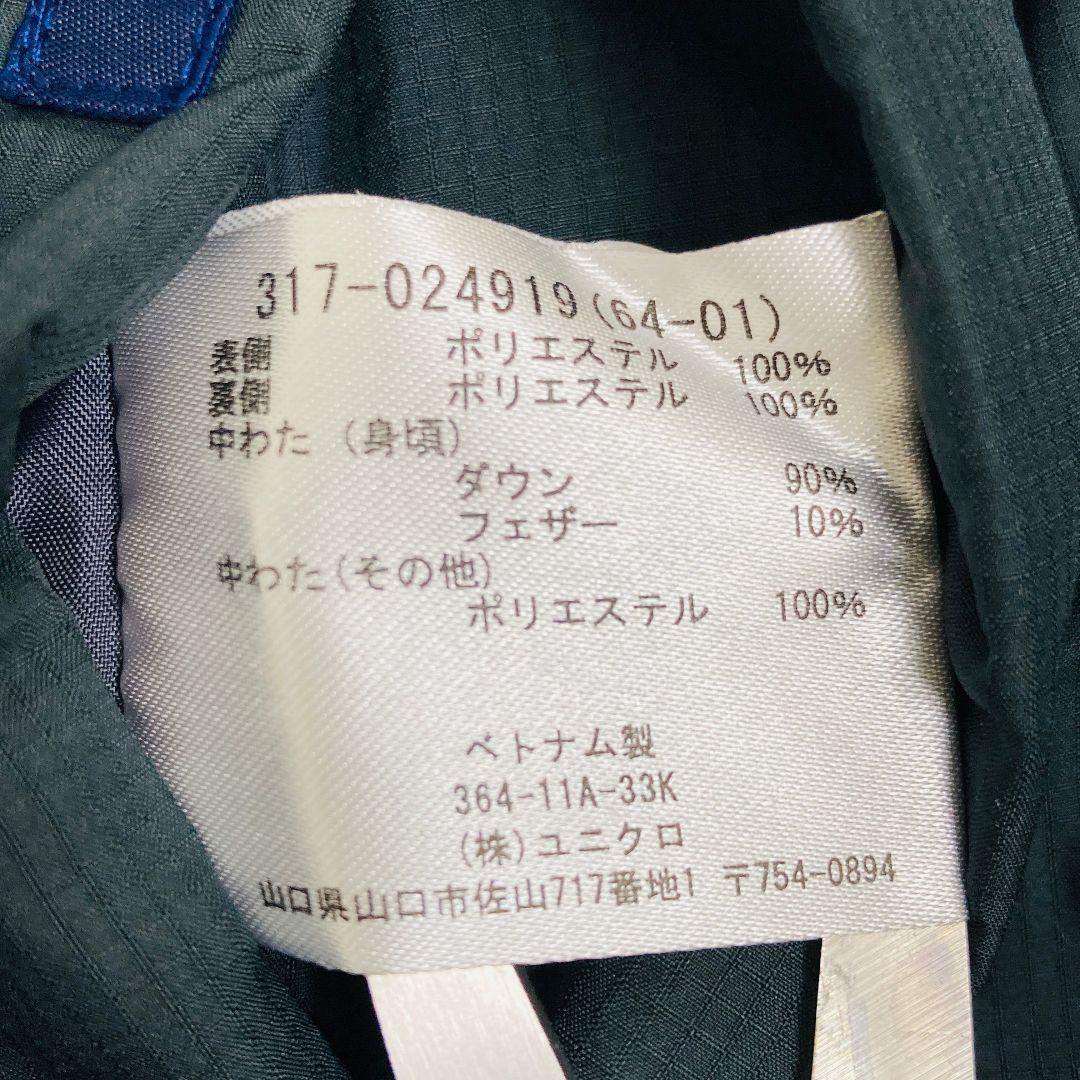 317-024919(64-01)
表側 ポリエステル 100%
裏側 ポリエステル 100%
中わた(身頃)
ダウン 90%
フェザー 10%
中わた(その他)
ポリエステル 100%
ベトナム製
364-11A-33K
(株)ユニクロ
山口県山口市佐山717番地1 〒754-0894